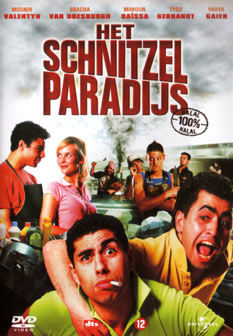 MOUNIR VALENTYN
BRACHA VAN DOESBURGH
MIMOUN OAÏSSA
TYGO GERNANDT
YAHYA GAIER
HET
SCHNITZEL
PARADIJS
HALAL
100%
HALAL
DVD
VIDEO
dts
12
UNIVERSAL